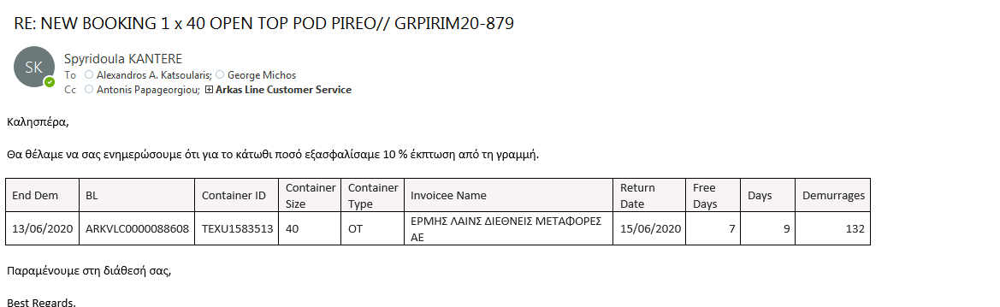 RE: NEW BOOKING 1 x 40 OPEN TOP POD PIREO// GRPIRIM20-879
SK
Spyridoula KANTERE
To Alexandros A. Katsoularis; George Michos
Cc Antonis Papageorgiou; Arkas Line Customer Service
Καλησπέρα,
Θα θέλαμε να σας ενημερώσουμε ότι για το κάτωθι ποσό εξασφαλίσαμε 10 % έκπτωση από τη γραμμή.
End Dem BL Container ID Container Size Container Type Invoicee Name Return Date Free Days Days Demurrages
13/06/2020 ARKVLC0000088608 TEXU1583513 40 OT ΕΡΜΗΣ ΛΑΙΝΣ ΔΙΕΘΝΕΙΣ ΜΕΤΑΦΟΡΕΣ ΑΕ 15/06/2020 7 9 132
Παραμένουμε στη διάθεσή σας,
Best Regards.